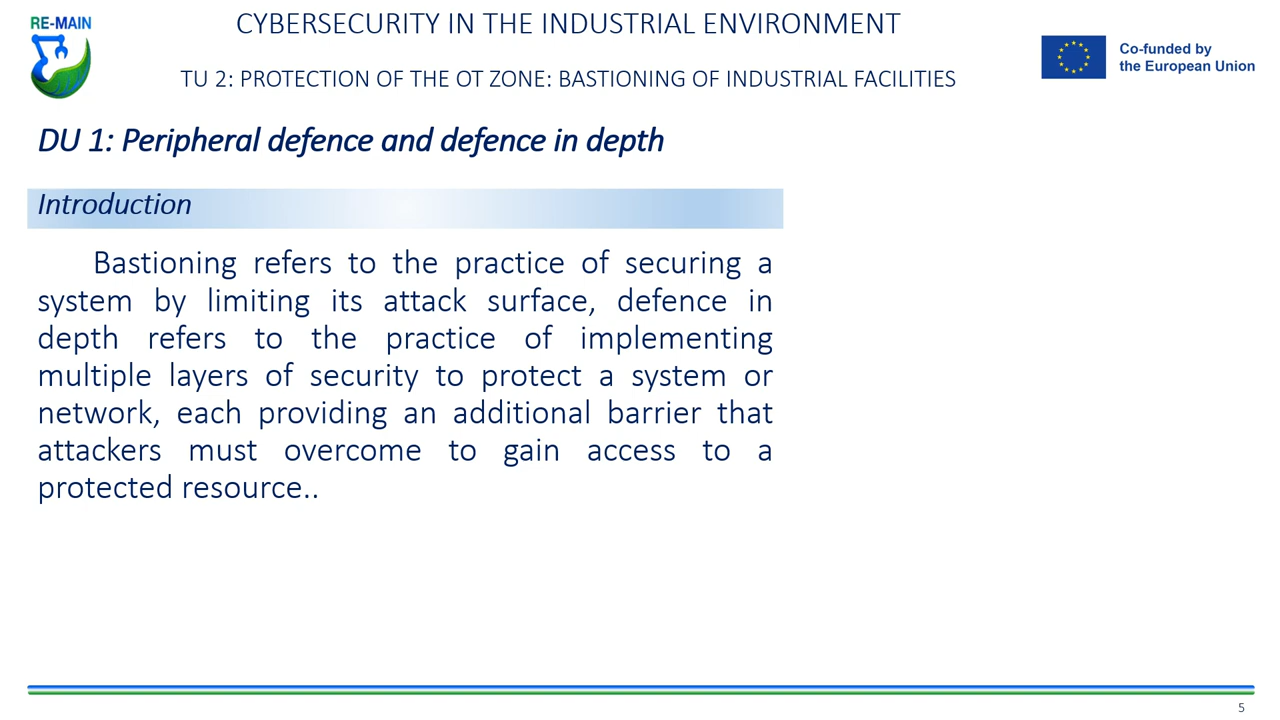 RE-MAIN
CYBERSECURITY IN THE INDUSTRIAL ENVIRONMENT
TU 2: PROTECTION OF THE OT ZONE: BASTIONING OF INDUSTRIAL FACILITIES
Co-funded by
the European Union
DU 1: Peripheral defence and defence in depth
Introduction
Bastioning refers to the practice of securing a
system by limiting its attack surface, defence in
depth refers to the practice of implementing
multiple layers of security to protect a system or
network, each providing an additional barrier that
attackers must overcome to gain access to a
protected resource..
5